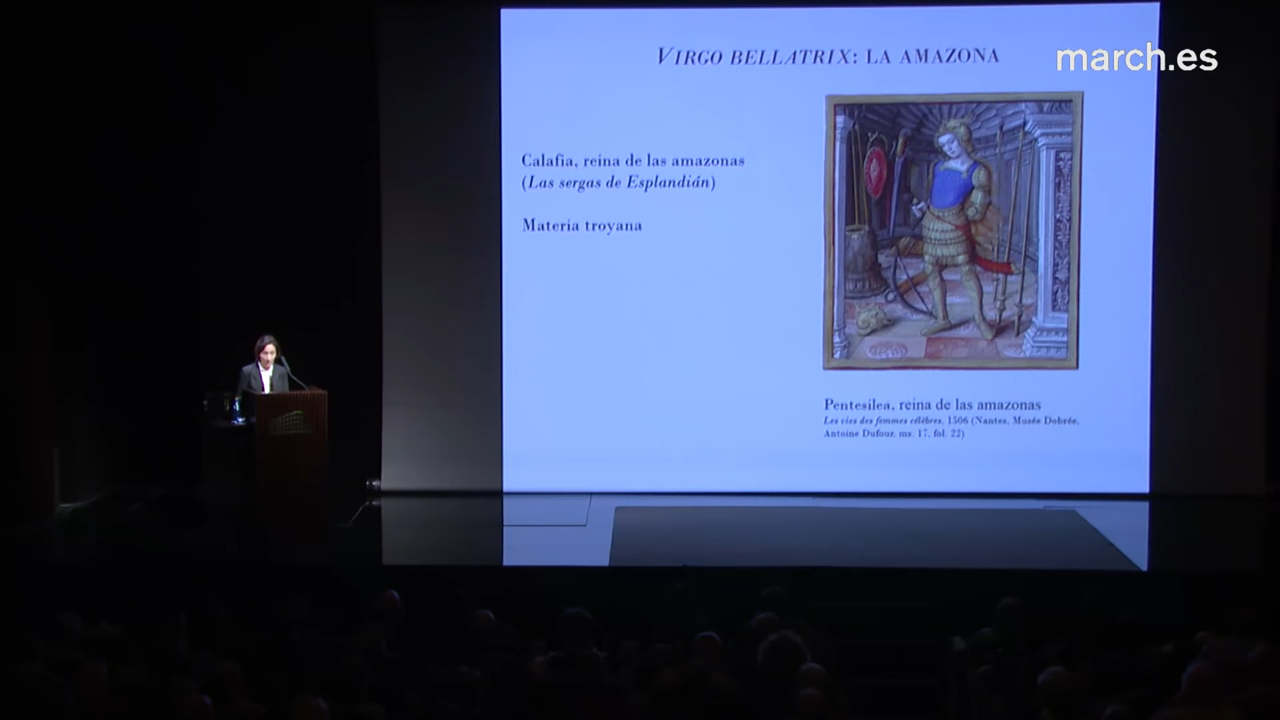 VIRGO BELLATRIX: LA AMAZONA
march.es
Calafia, reina de las amazonas
(Las sergas de Esplandián)
Materia troyana
Pentesilea, reina de las amazonas
Les vies des femmes célèbres, 1506 (Nantes, Musée Dobrée,
Antoine Dufour, ms. 17, fol. 22)